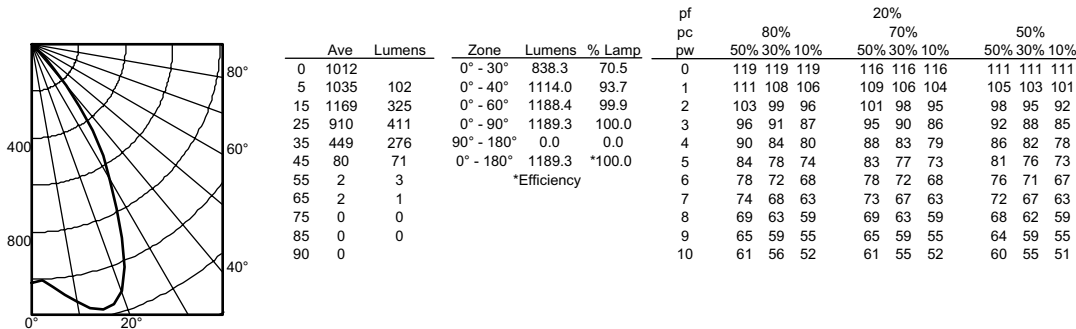 80°
400
60°
800
40°
0° 20°
Ave Lumens
0 1012
5 1035 102
15 1169 325
25 910 411
35 449 276
45 80 71
55 2 3
65 2 1
75 0 0
85 0 0
90 0
Zone Lumens % Lamp
0° - 30° 838.3 70.5
0° - 40° 1114.0 93.7
0° - 60° 1188.4 99.9
0° - 90° 1189.3 100.0
90° - 180° 0.0 0.0
0° - 180° 1189.3 *100.0
*Efficiency
pf 20%
pc 80% 70% 50%
pw 50% 30% 10% 50% 30% 10% 50% 30% 10%
0 119 119 119 116 116 116 111 111 111
1 111 108 106 109 106 104 105 103 101
2 103 99 96 101 98 95 98 95 92
3 96 91 87 95 90 86 92 88 85
4 90 84 80 88 83 79 86 82 78
5 84 78 74 83 77 73 81 76 73
6 78 72 68 78 72 68 76 71 67
7 74 68 63 73 67 63 72 67 63
8 69 63 59 69 63 59 68 62 59
9 65 59 55 65 59 55 64 59 55
10 61 56 52 61 55 52 60 55 51